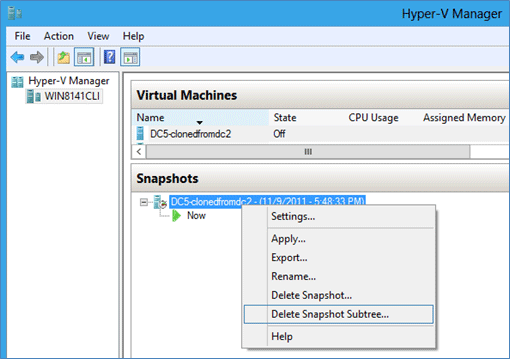 Hyper-V Manager
File Action View Help
Hyper-V Manager
WIN8141CLI
Virtual Machines
Name State CPU Usage Assigned Memory
DC5-clonedfromdc2 Off
Snapshots
DC5-clonedfromdc2 - (11/9/2011 - 5:48:33 PM)
Now
Settings...
Apply...
Export...
Rename...
Delete Snapshot...
Delete Snapshot Subtree...
Help